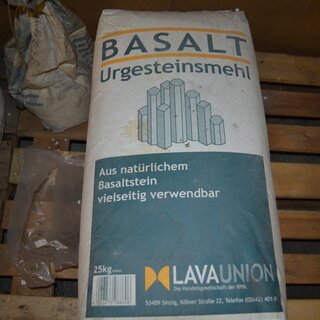 BASALT
Urgesteinsmehl
Aus natürlichem
Basaltstein
vielseitig verwendbar
25kg
LAVAUNION
Die Handelsgesellschaft der RPBL
53489 Sinzig, Kölner Straße 22, Telefon (02642) 401-0